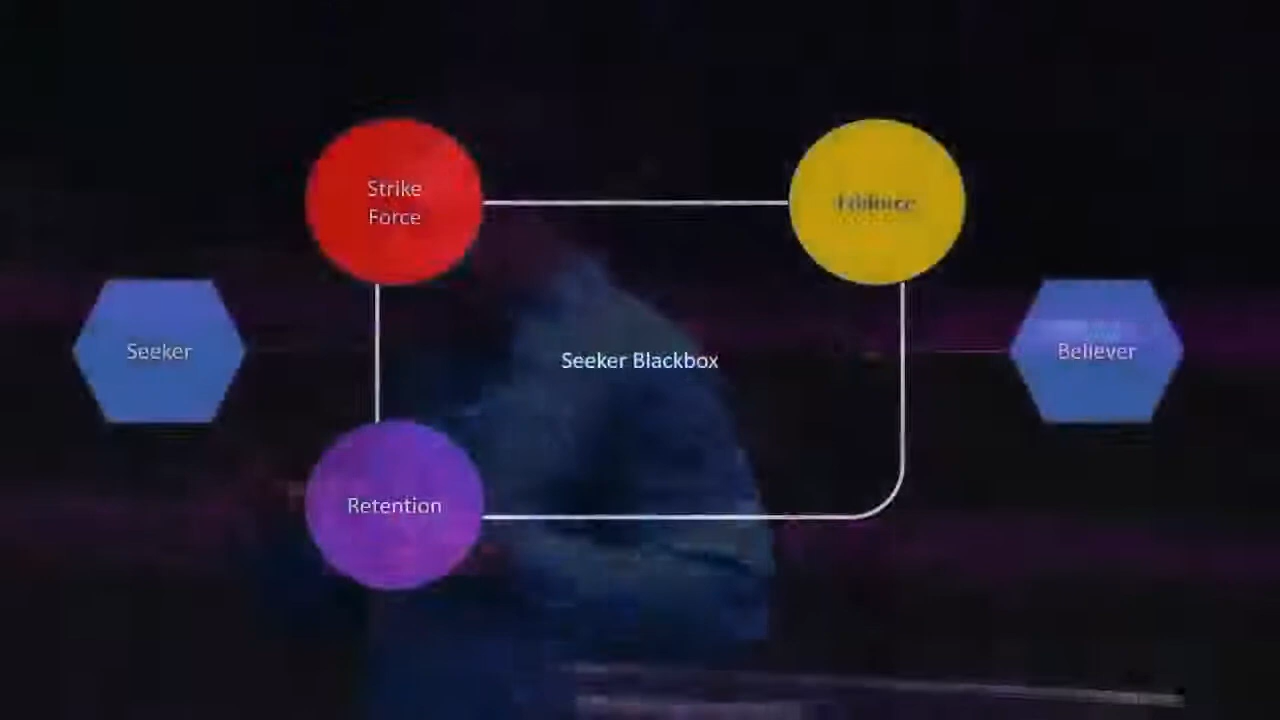 Strike
Force
Seeker
Seeker Blackbox
Believer
Retention